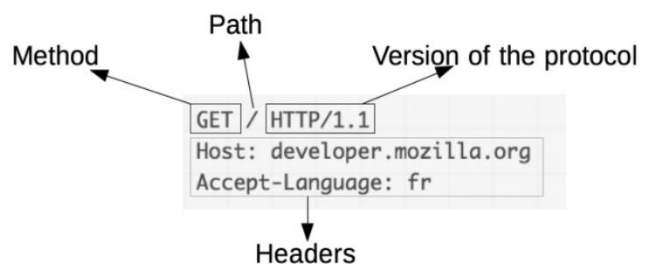 Path
Method
Version of the protocol
GET / HTTP/1.1
Host: developer.mozilla.org
Accept-Language: fr
Headers